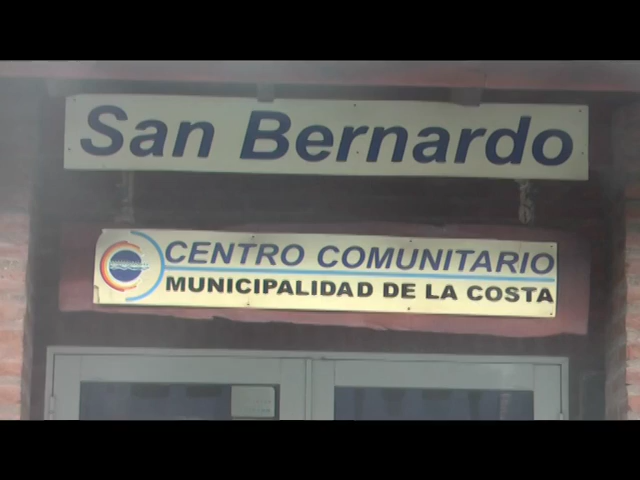 San Bernardo
CENTRO COMUNITARIO
MUNICIPALIDAD DE LA COSTA